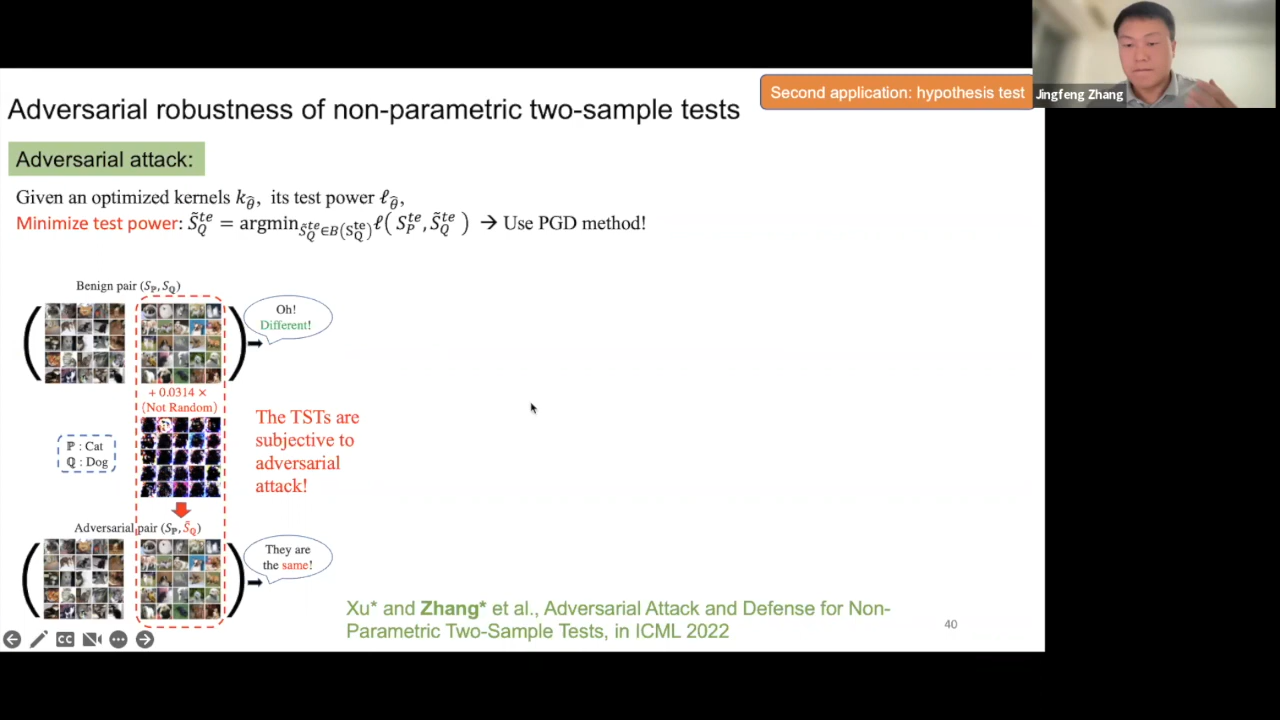 Second application: hypothesis test
Jingfeng Zhang
Adversarial robustness of non-parametric two-sample tests
Adversarial attack:
Given an optimized kernels k_θ̂, its test power ℓ_θ̂,
Minimize test power: S̃_Q^te = argmin_{S̃_Q^te∈B(S_Q^te)} ℓ( S_P^te, S̃_Q^te ) → Use PGD method!
Benign pair (S_ℙ, S_ℚ)
Oh!
Different!
+ 0.0314 ×
(Not Random)
The TSTs are
subjective to
adversarial
attack!
ℙ : Cat
ℚ : Dog
Adversarial pair (S_ℙ, S̃_ℚ)
They are
the same!
Xu* and Zhang* et al., Adversarial Attack and Defense for Non-
Parametric Two-Sample Tests, in ICML 2022
40
CC